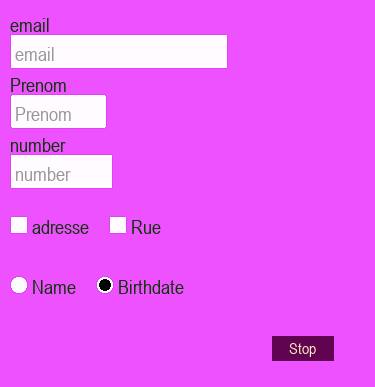 email
email
Prenom
Prenom
number
number
adresse Rue
Name Birthdate
Stop